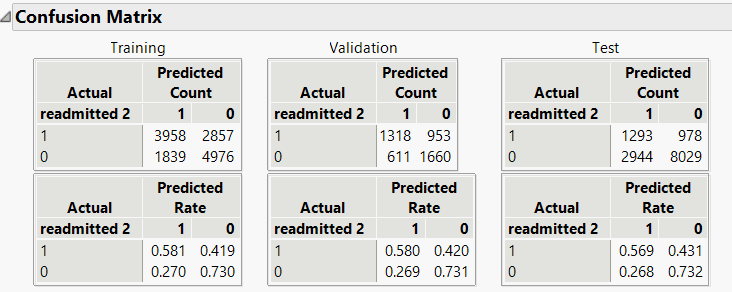 Confusion Matrix
Training Validation Test
Predicted Predicted Predicted
Actual Count Actual Count Actual Count
readmitted 2 1 0 readmitted 2 1 0 readmitted 2 1 0
1 3958 2857 1 1318 953 1 1293 978
0 1839 4976 0 611 1660 0 2944 8029
Predicted Predicted Predicted
Actual Rate Actual Rate Actual Rate
readmitted 2 1 0 readmitted 2 1 0 readmitted 2 1 0
1 0.581 0.419 1 0.580 0.420 1 0.569 0.431
0 0.270 0.730 0 0.269 0.731 0 0.268 0.732